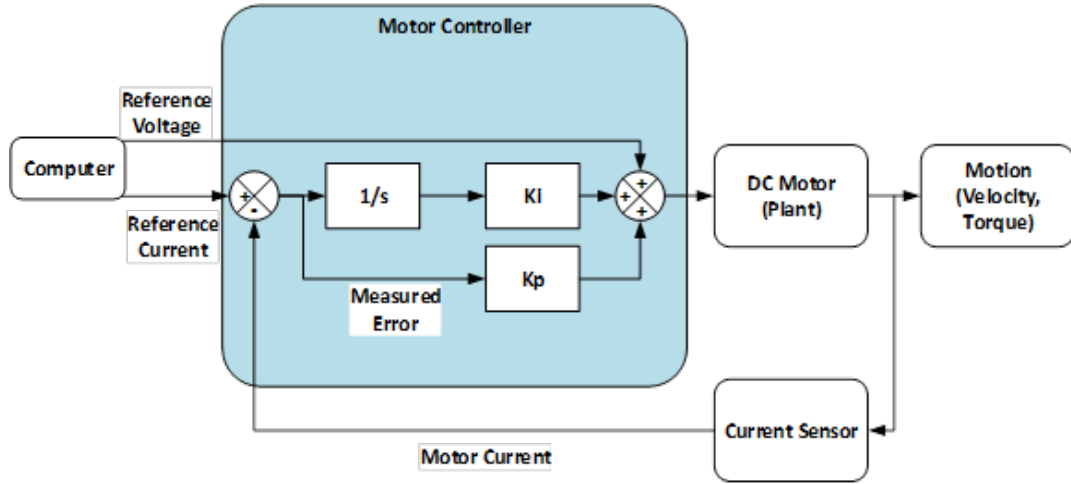 Motor Controller
Reference
Voltage
Computer
Reference
Current
+
-
1/s
KI
+
+
+
Kp
Measured
Error
DC Motor
(Plant)
Motion
(Velocity,
Torque)
Current Sensor
Motor Current